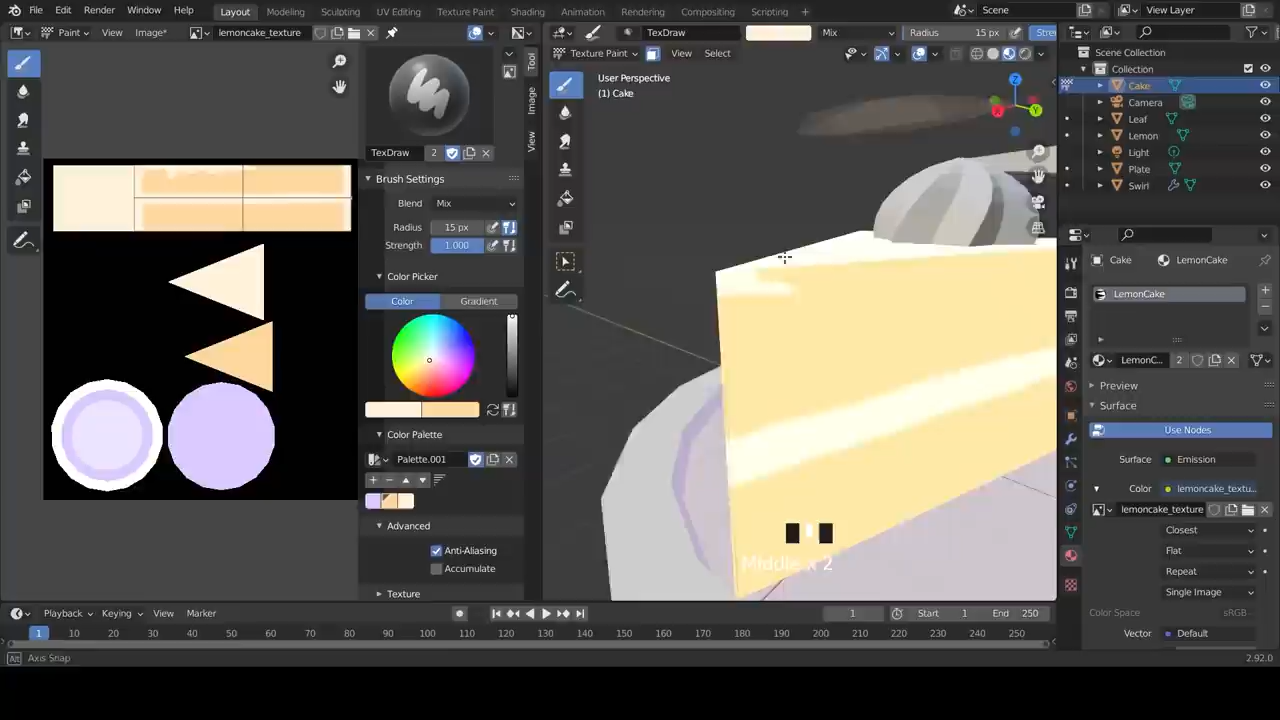 File Edit Render Window Help Layout Modeling Sculpting UV Editing Texture Paint Shading Animation Rendering Compositing Scripting Scene View Layer
Paint View Image* lemoncake_texture TexDraw Mix Radius 15 px
Texture Paint View Select
User Perspective
(1) Cake
Tool
Image
View
TexDraw 2
Brush Settings
Blend Mix
Radius 15 px
Strength 1.000
Color Picker
Color Gradient
Color Palette
Palette.001
Advanced
Anti-Aliasing
Accumulate
Texture
Scene Collection
Collection
Cake
Camera
Leaf
Lemon
Light
Plate
Swirl
Cake LemonCake
LemonCake
LemonC... 2
Preview
Surface
Use Nodes
Surface Emission
Color lemoncake_textu...
lemoncake_texture
Closest
Flat
Repeat
Single Image
Color Space sRGB
Vector Default
Middle x 2
Playback Keying View Marker 1 Start 1 End 250
1 10 20 30 40 50 60 70 80 90 100 110 120 130 140 150 160 170 180 190 200 210 220 230 240 250
Alt Axis Snap 2.92.0